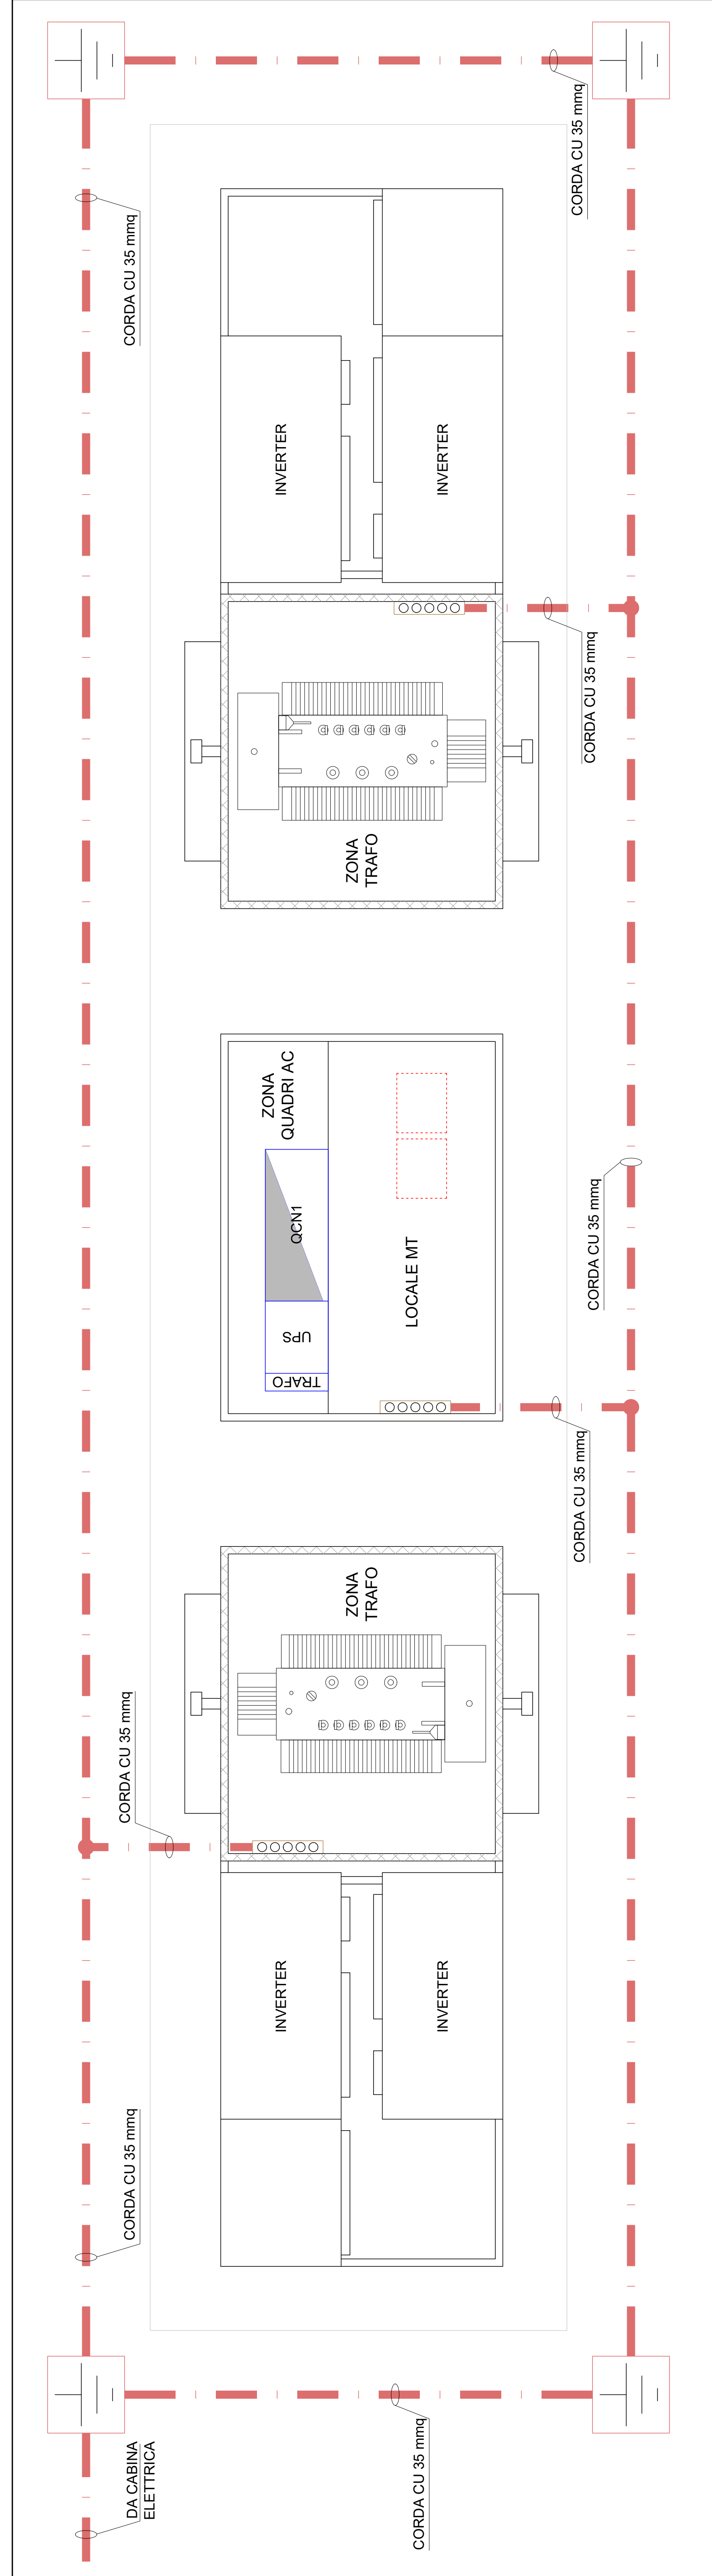 CORDA CU 35 mmq
CORDA CU 35 mmq
INVERTER
INVERTER
CORDA CU 35 mmq
ZONA
TRAFO
ZONA
QUADRI AC
QCN1
UPS
TRAFO
LOCALE MT
CORDA CU 35 mmq
CORDA CU 35 mmq
ZONA
TRAFO
CORDA CU 35 mmq
INVERTER
INVERTER
CORDA CU 35 mmq
CORDA CU 35 mmq
DA CABINA
ELETTRICA